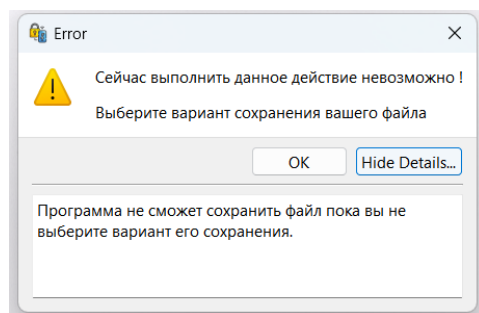 Error
Сейчас выполнить данное действие невозможно !
Выберите вариант сохранения вашего файла
OK
Hide Details...
Программа не сможет сохранить файл пока вы не
выберите вариант его сохранения.